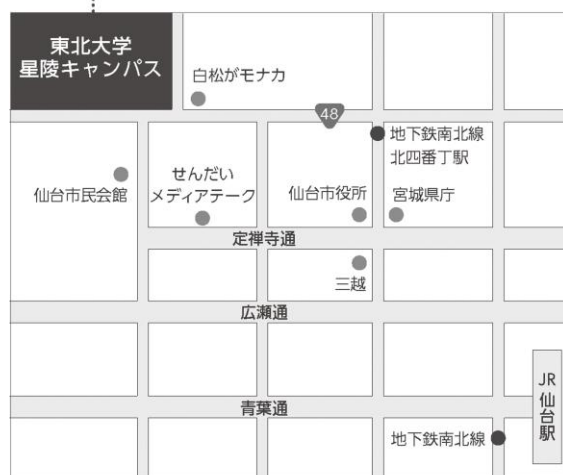 東北大学
星陵キャンパス
白松がモナカ
48
地下鉄南北線
北四番丁駅
せんだい
メディアテーク
仙台市民会館
仙台市役所
宮城県庁
定禅寺通
三越
広瀬通
青葉通
JR
仙台駅
地下鉄南北線